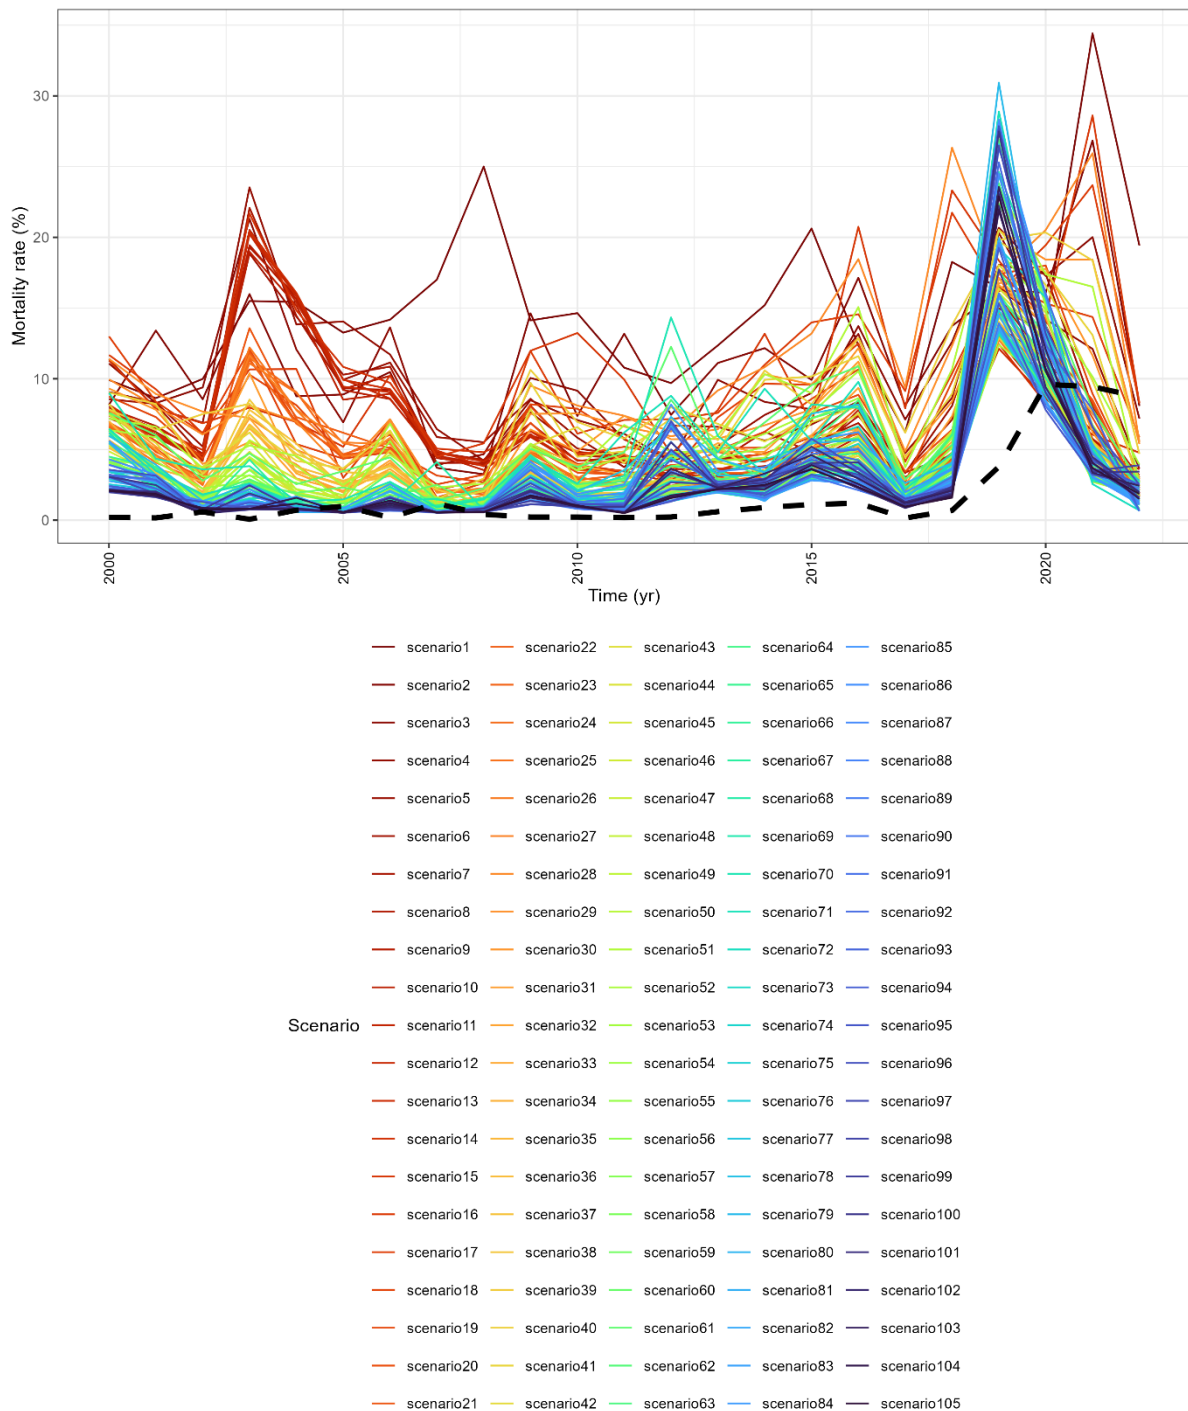 30
20
10
0
Mortality rate (%)
2000
2005
2010
2015
2020
Time (yr)
Scenario
scenario1 scenario22 scenario43 scenario64 scenario85
scenario2 scenario23 scenario44 scenario65 scenario86
scenario3 scenario24 scenario45 scenario66 scenario87
scenario4 scenario25 scenario46 scenario67 scenario88
scenario5 scenario26 scenario47 scenario68 scenario89
scenario6 scenario27 scenario48 scenario69 scenario90
scenario7 scenario28 scenario49 scenario70 scenario91
scenario8 scenario29 scenario50 scenario71 scenario92
scenario9 scenario30 scenario51 scenario72 scenario93
scenario10 scenario31 scenario52 scenario73 scenario94
scenario11 scenario32 scenario53 scenario74 scenario95
scenario12 scenario33 scenario54 scenario75 scenario96
scenario13 scenario34 scenario55 scenario76 scenario97
scenario14 scenario35 scenario56 scenario77 scenario98
scenario15 scenario36 scenario57 scenario78 scenario99
scenario16 scenario37 scenario58 scenario79 scenario100
scenario17 scenario38 scenario59 scenario80 scenario101
scenario18 scenario39 scenario60 scenario81 scenario102
scenario19 scenario40 scenario61 scenario82 scenario103
scenario20 scenario41 scenario62 scenario83 scenario104
scenario21 scenario42 scenario63 scenario84 scenario105